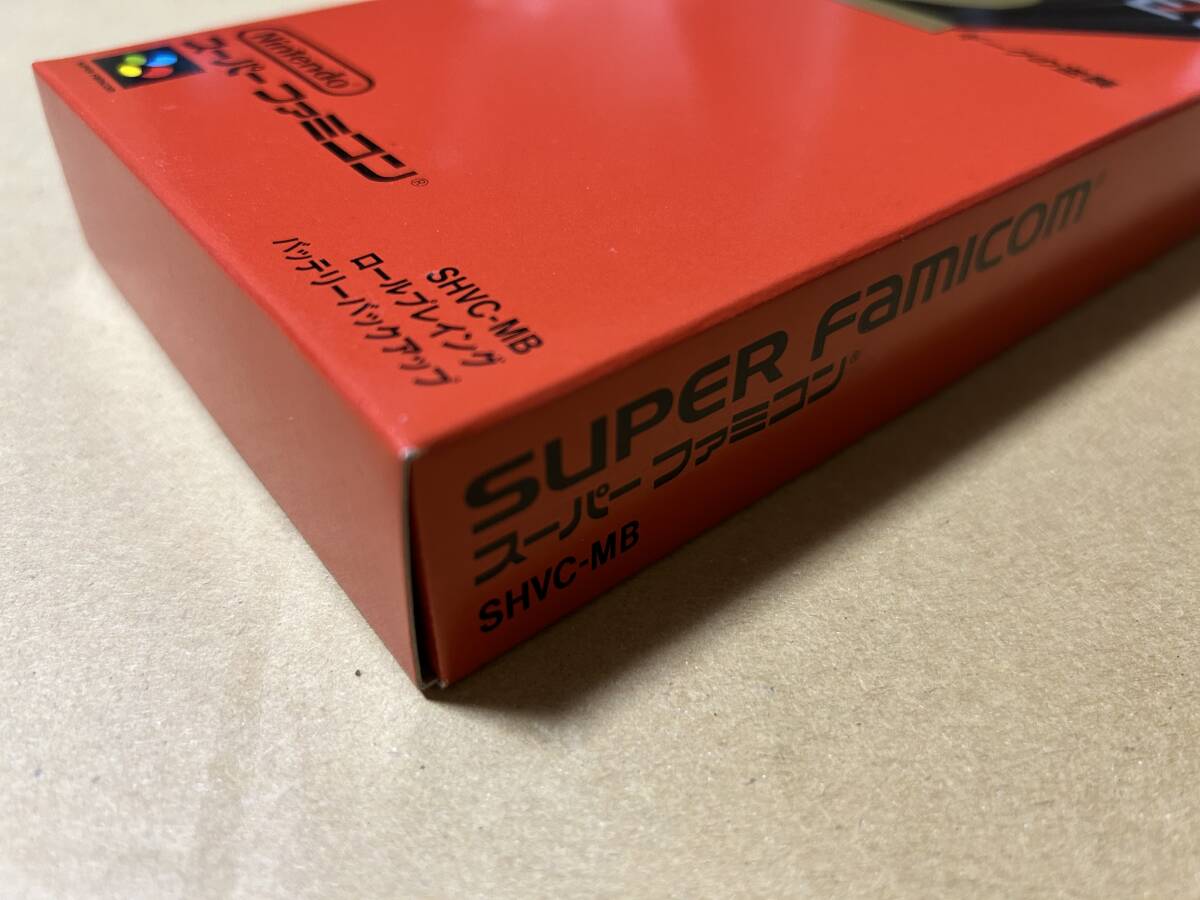 Nintendo
スーパーファミコン®
SHVC-MB
ロールプレイング
バッテリーバックアップ
SUPER FAMICOM
スーパーファミコン®
SHVC-MB